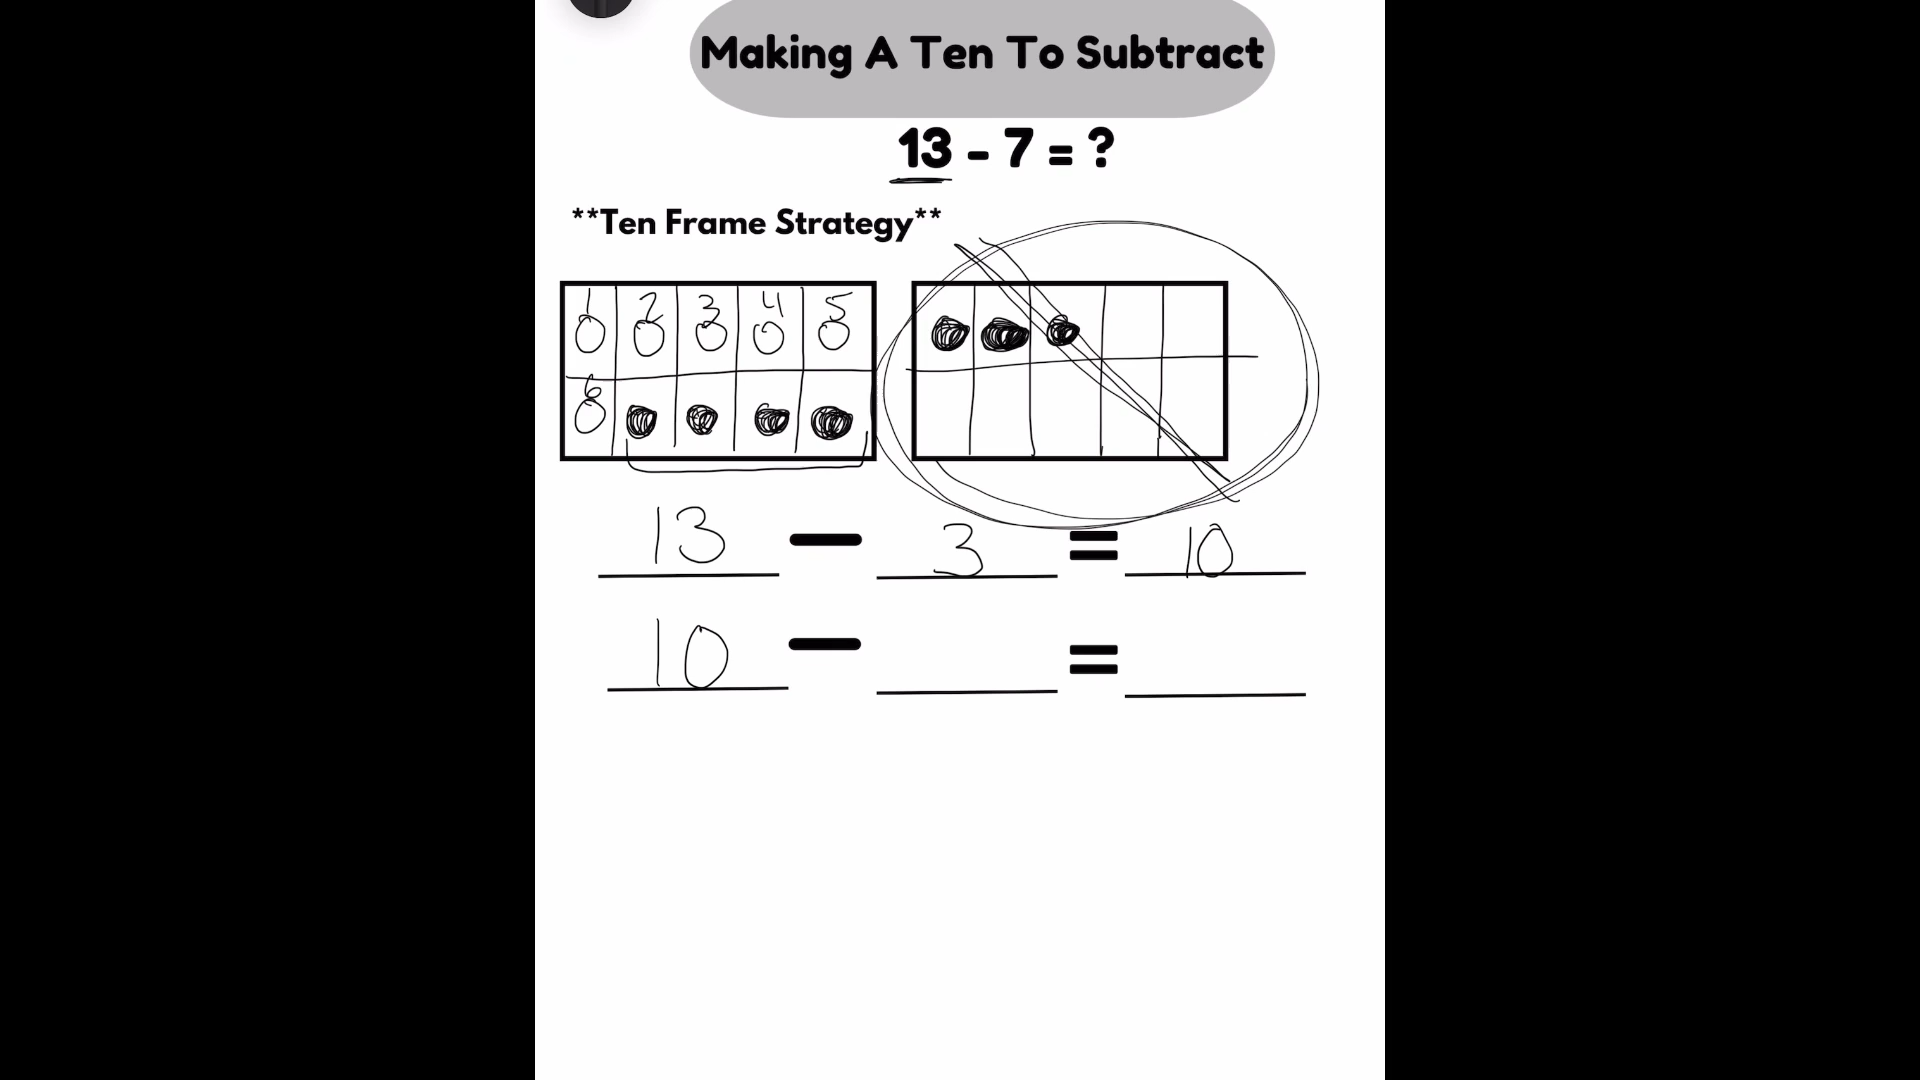 Making A Ten To Subtract
13 - 7 = ?
**Ten Frame Strategy**
1 2 3 4 5
6
13 - 3 = 10
10 - =